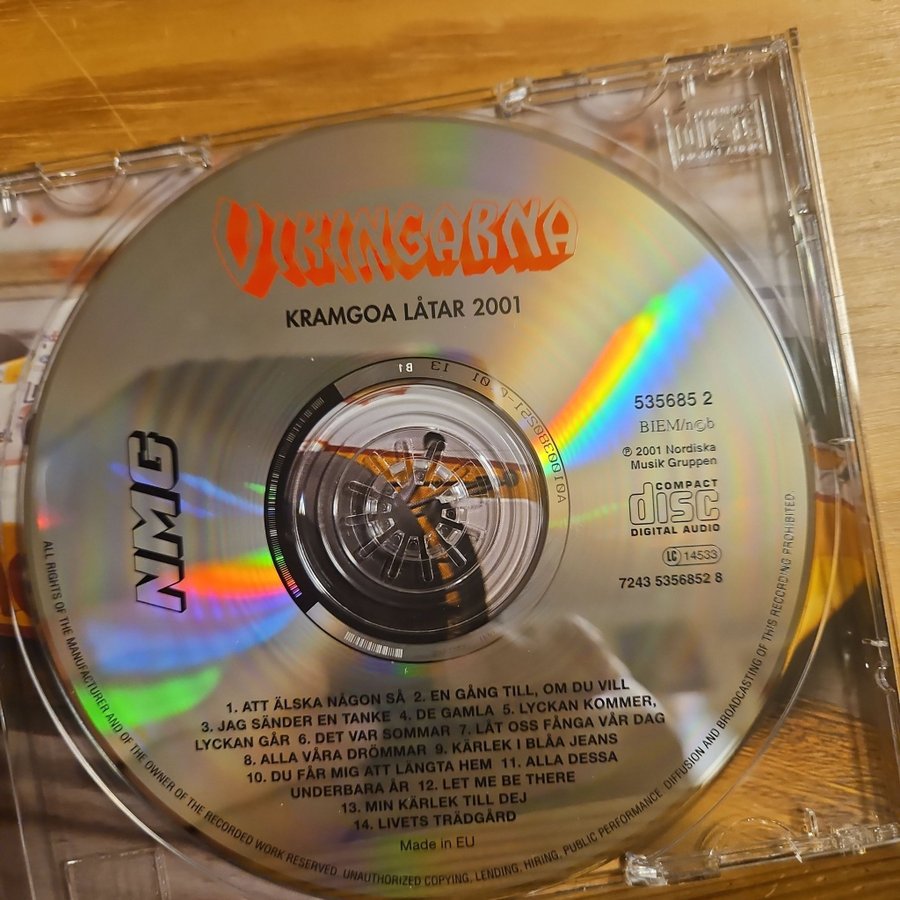 VIKINGARNA
KRAMGOA LÅTAR 2001
NMG
535685 2
BIEM/n©b
℗ 2001 Nordiska
Musik Gruppen
COMPACT
disc
DIGITAL AUDIO
LC 14533
7243 5356852 8
1. ATT ÄLSKA NÅGON SÅ 2. EN GÅNG TILL, OM DU VILL
3. JAG SÄNDER EN TANKE 4. DE GAMLA 5. LYCKAN KOMMER,
LYCKAN GÅR 6. DET VAR SOMMAR 7. LÅT OSS FÅNGA VÅR DAG
8. ALLA VÅRA DRÖMMAR 9. KÄRLEK I BLÅA JEANS
10. DU FÅR MIG ATT LÄNGTA HEM 11. ALLA DESSA
UNDERBARA ÅR 12. LET ME BE THERE
13. MIN KÄRLEK TILL DEJ
14. LIVETS TRÄDGÅRD
Made in EU
ALL RIGHTS OF THE MANUFACTURER AND OF THE OWNER OF THE RECORDED WORK RESERVED. UNAUTHORIZED COPYING, LENDING, HIRING, PUBLIC PERFORMANCE, DIFFUSION AND BROADCASTING OF THIS RECORDING PROHIBITED.